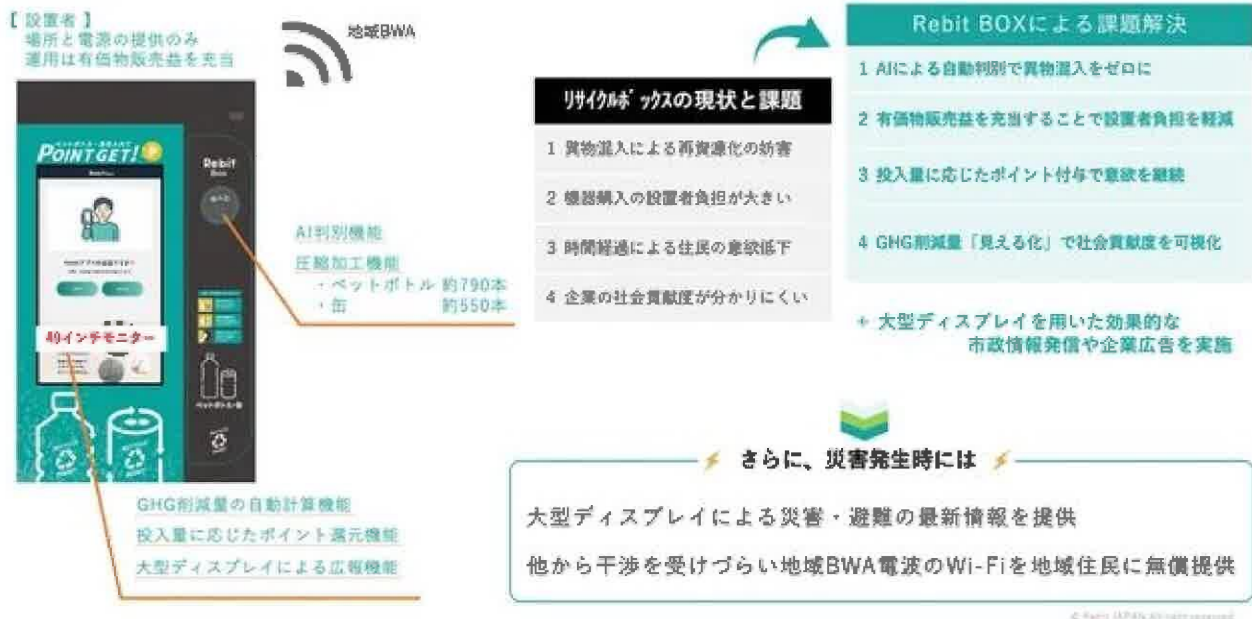 【 設置者 】
場所と電源の提供のみ
運用は有価物販売益を充当
地域BWA
POINTGET!
Rebit
Box
49インチモニター
ペットボトル・缶
AI判別機能
圧縮加工機能
・ペットボトル 約790本
・缶 約550本
GHG削減量の自動計算機能
投入量に応じたポイント還元機能
大型ディスプレイによる広報機能
リサイクルボックスの現状と課題
1 異物混入による再資源化の妨害
2 機器購入の設置者負担が大きい
3 時間経過による住民の意欲低下
4 企業の社会貢献度が分かりにくい
Rebit BOXによる課題解決
1 AIによる自動判別で異物混入をゼロに
2 有価物販売益を充当することで設置者負担を軽減
3 投入量に応じたポイント付与で意欲を継続
4 GHG削減量「見える化」で社会貢献度を可視化
+ 大型ディスプレイを用いた効果的な
市政情報発信や企業広告を実施
さらに、災害発生時には
大型ディスプレイによる災害・避難の最新情報を提供
他から干渉を受けづらい地域BWA電波のWi-Fiを地域住民に無償提供